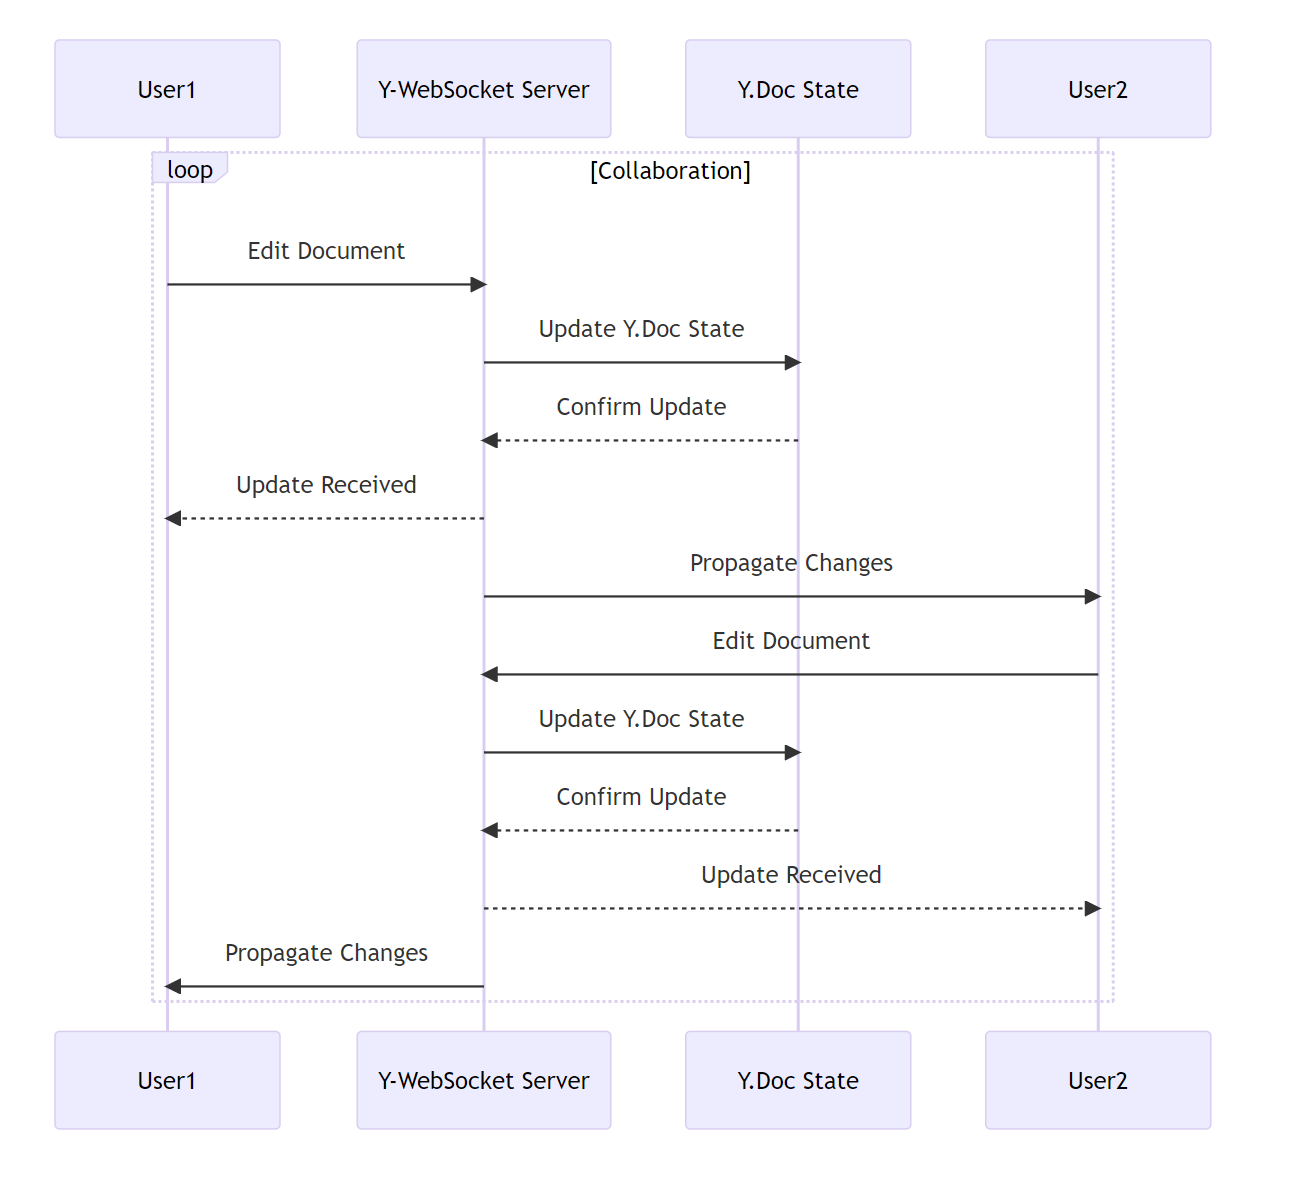 User1
Y-WebSocket Server
Y.Doc State
User2
loop
[Collaboration]
Edit Document
Update Y.Doc State
Confirm Update
Update Received
Propagate Changes
Edit Document
Update Y.Doc State
Confirm Update
Update Received
Propagate Changes
User1
Y-WebSocket Server
Y.Doc State
User2